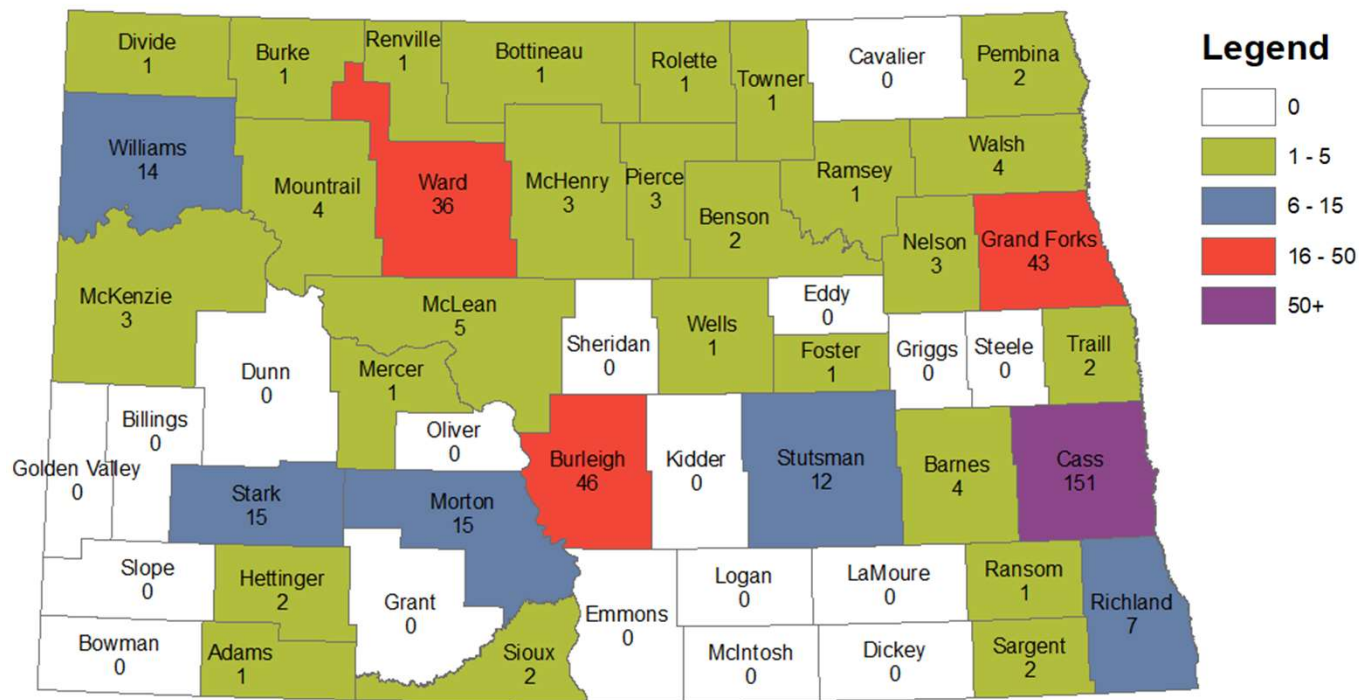 Divide
1
Burke
1
Renville
1
Bottineau
1
Rolette
1
Towner
1
Cavalier
0
Pembina
2
Williams
14
Mountrail
4
Ward
36
McHenry
3
Pierce
3
Benson
2
Ramsey
1
Walsh
4
Nelson
3
Grand Forks
43
McKenzie
3
Dunn
0
McLean
5
Mercer
1
Oliver
0
Sheridan
0
Wells
1
Eddy
0
Foster
1
Griggs
0
Steele
0
Traill
2
Golden Valley
0
Billings
0
Stark
15
Morton
15
Burleigh
46
Kidder
0
Stutsman
12
Barnes
4
Cass
151
Slope
0
Hettinger
2
Grant
0
Emmons
0
Logan
0
LaMoure
0
Ransom
1
Richland
7
Bowman
0
Adams
1
Sioux
2
McIntosh
0
Dickey
0
Sargent
2
Legend
0
1 - 5
6 - 15
16 - 50
50+